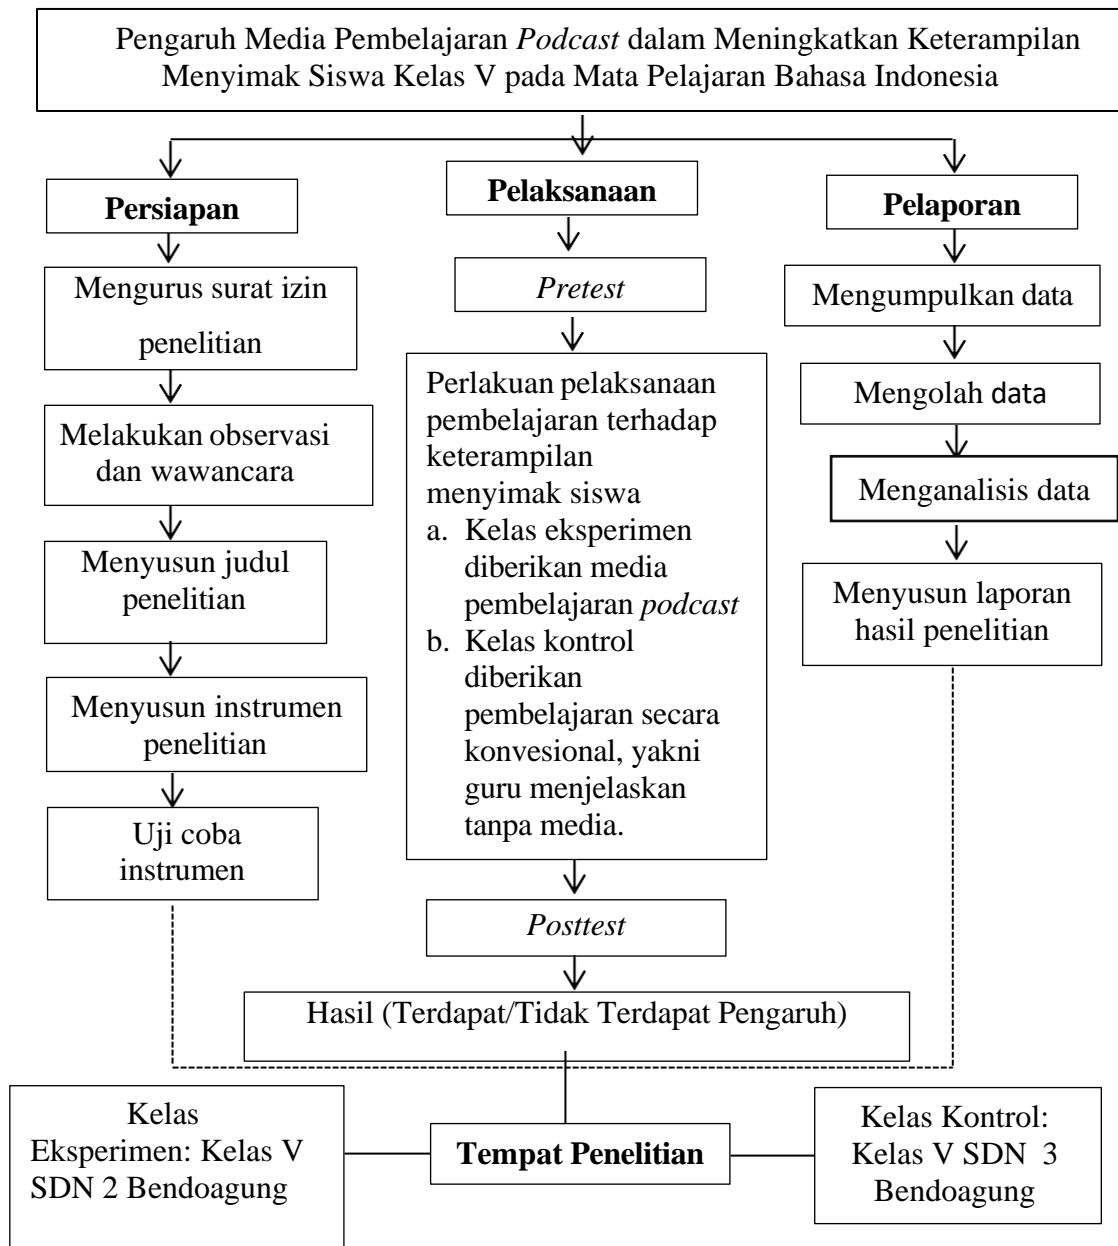 Pengaruh Media Pembelajaran Podcast dalam Meningkatkan Keterampilan
Menyimak Siswa Kelas V pada Mata Pelajaran Bahasa Indonesia
Persiapan
Mengurus surat izin
penelitian
Melakukan observasi
dan wawancara
Menyusun judul
penelitian
Menyusun instrumen
penelitian
Uji coba
instrumen
Pelaksanaan
Pretest
Perlakuan pelaksanaan
pembelajaran terhadap
keterampilan
menyimak siswa
a. Kelas eksperimen
diberikan media
pembelajaran podcast
b. Kelas kontrol
diberikan
pembelajaran secara
konvesional, yakni
guru menjelaskan
tanpa media.
Posttest
Hasil (Terdapat/Tidak Terdapat Pengaruh)
Pelaporan
Mengumpulkan data
Mengolah data
Menganalisis data
Menyusun laporan
hasil penelitian
Kelas
Eksperimen: Kelas V
SDN 2 Bendoagung
Tempat Penelitian
Kelas Kontrol:
Kelas V SDN 3
Bendoagung